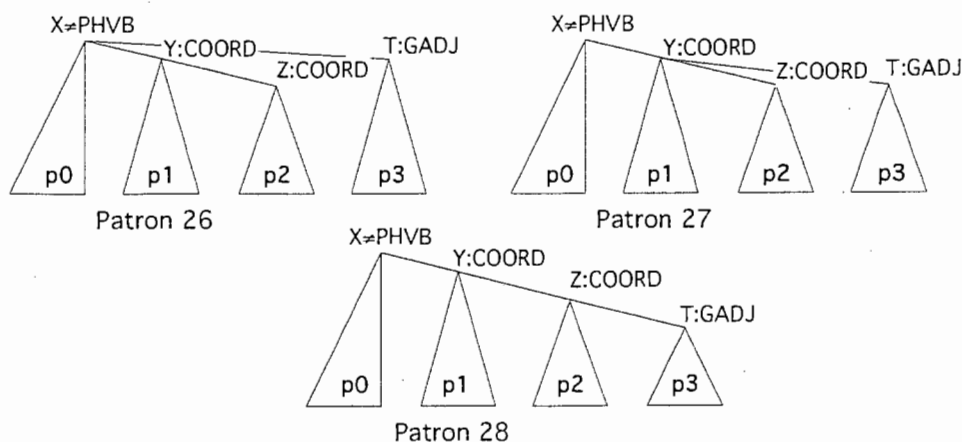 X≠PHVB
Y:COORD
T:GADJ
Z:COORD
p0 p1 p2 p3
Patron 26
X≠PHVB
Y:COORD
Z:COORD
T:GADJ
p0 p1 p2 p3
Patron 27
X≠PHVB
Y:COORD
Z:COORD
T:GADJ
p0 p1 p2 p3
Patron 28